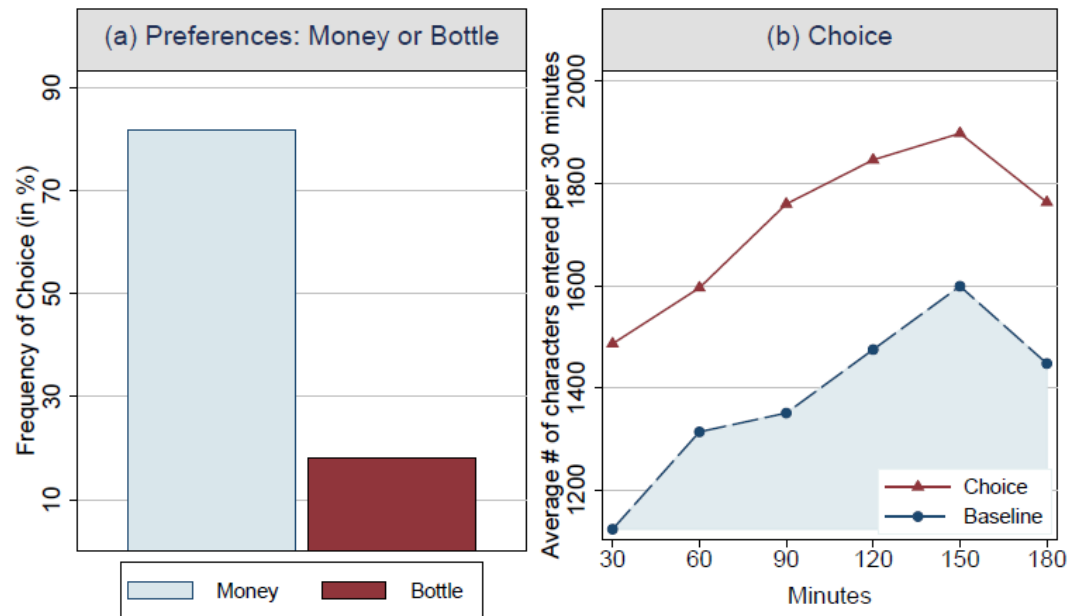 (a) Preferences: Money or Bottle
Frequency of Choice (in %)
90
70
50
30
10
Money
Bottle
(b) Choice
Average # of characters entered per 30 minutes
2000
1800
1600
1400
1200
Choice
Baseline
30 60 90 120 150 180
Minutes